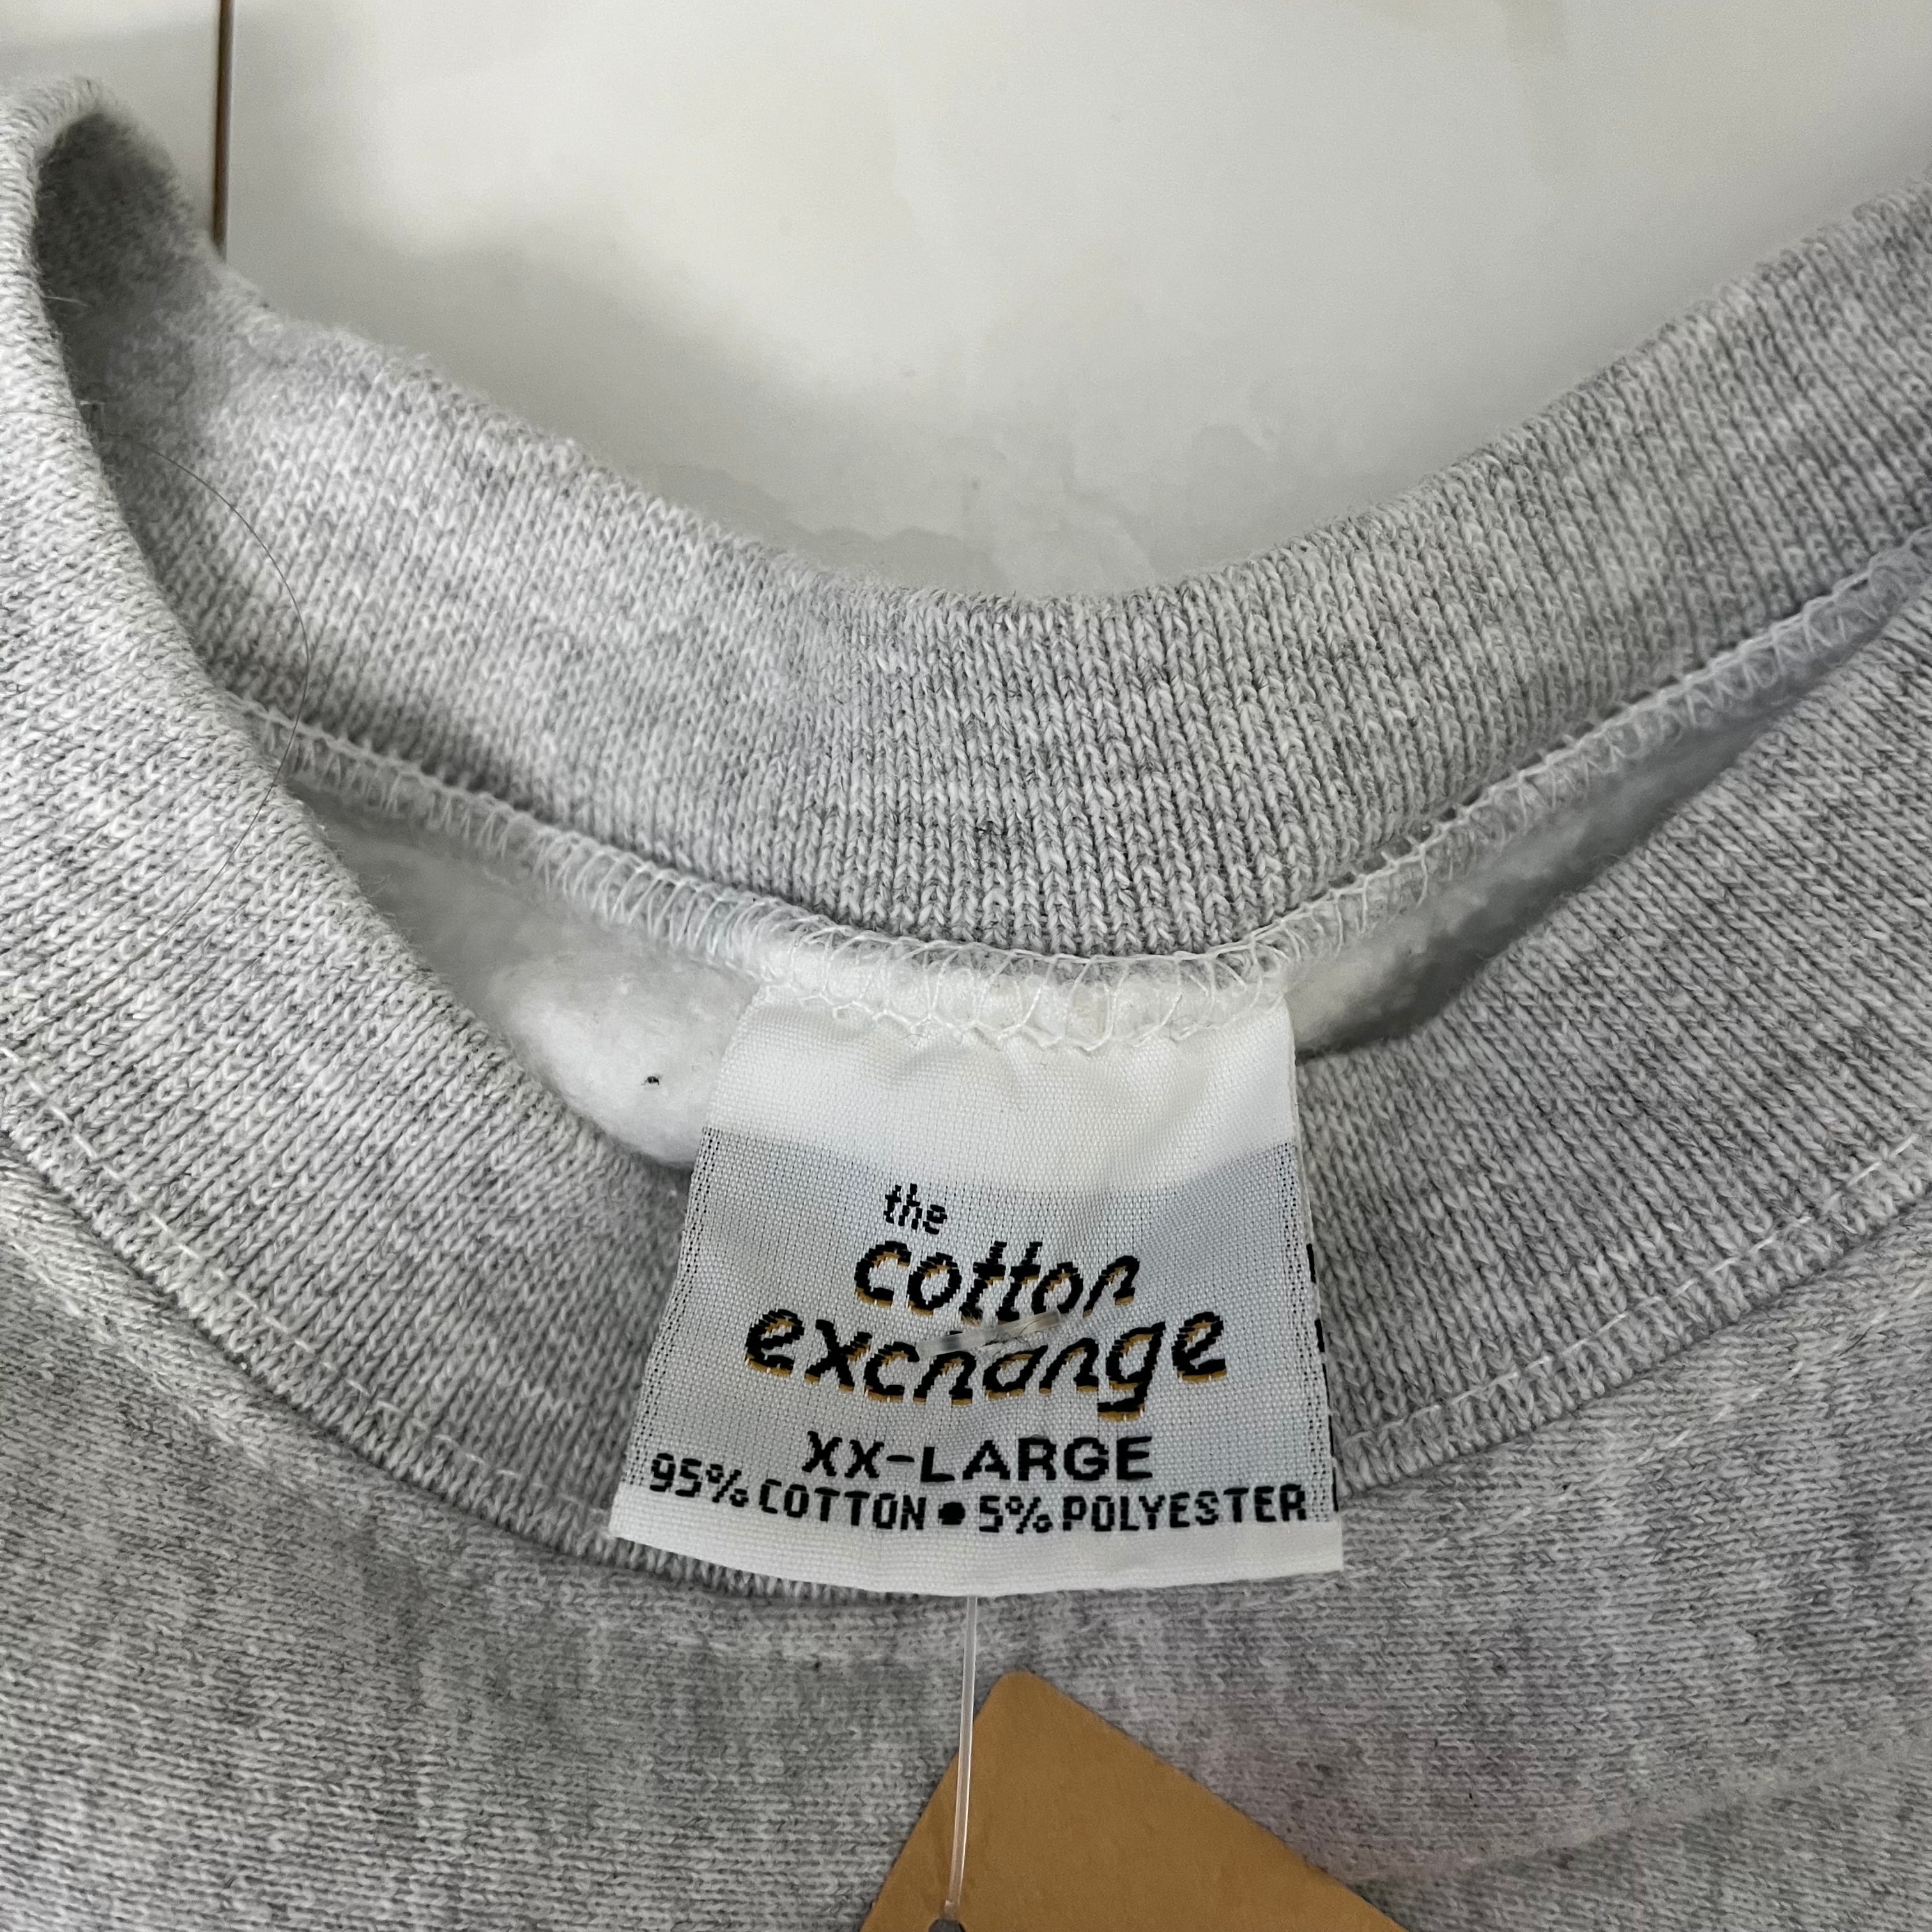 the
cotton
exchange
XX-LARGE
95% COTTON • 5% POLYESTER